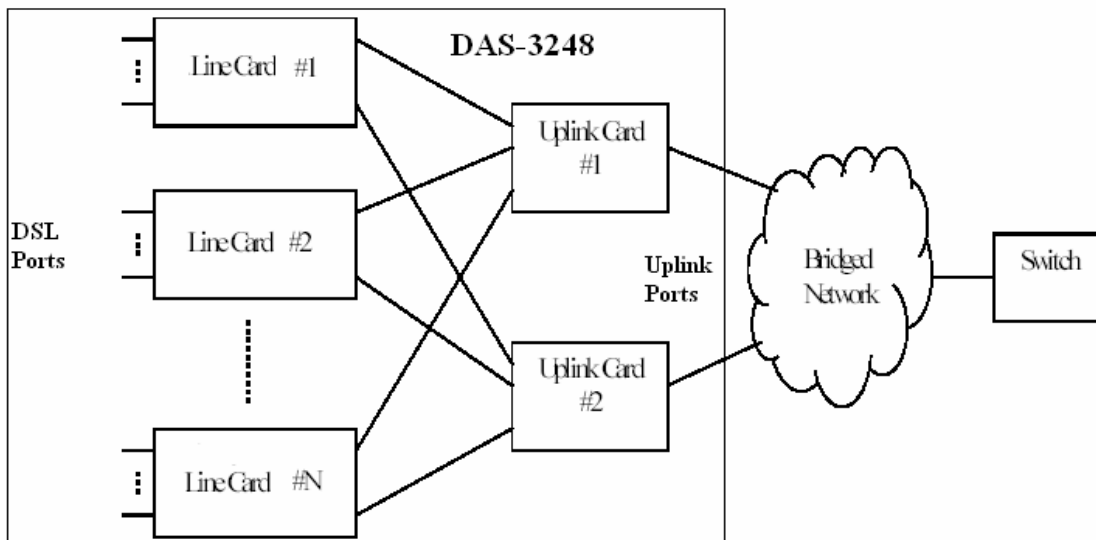 DAS-3248
Line Card #1
Uplink Card
#1
Line Card #2
DSL
Ports
Uplink
Ports
Bridged
Network
Switch
Uplink Card
#2
Line Card #N